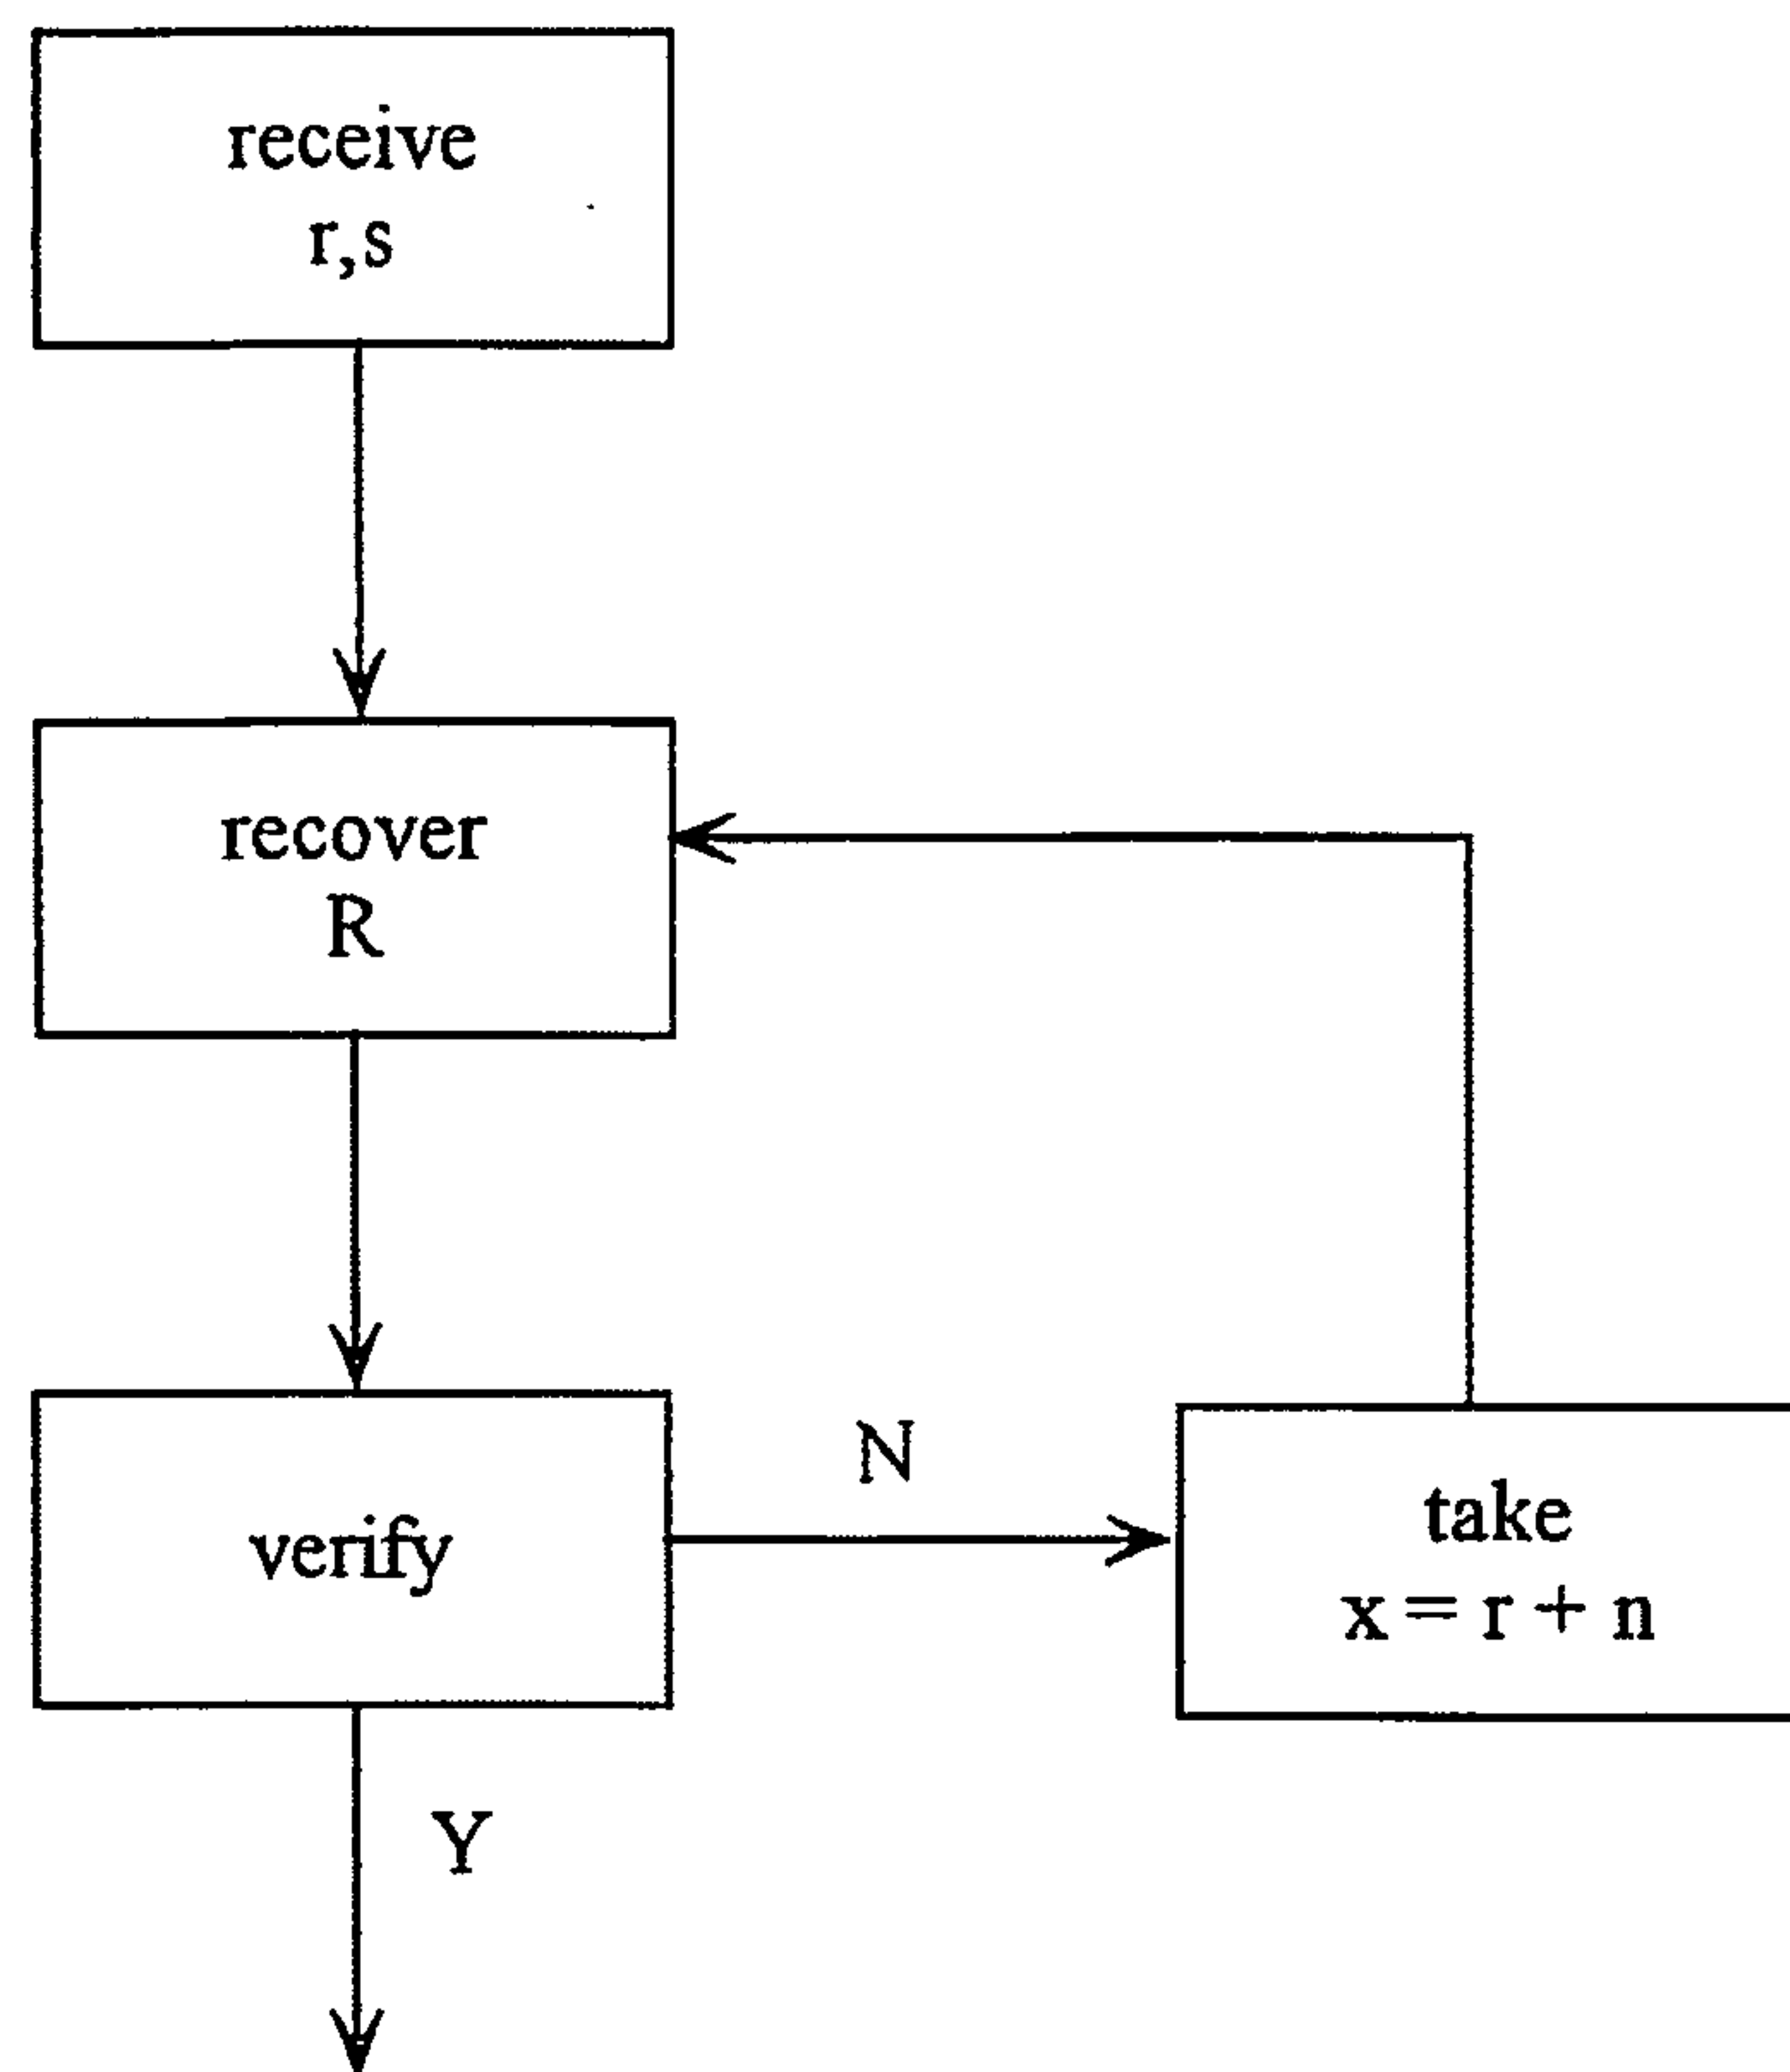 receive
r,s
recover
R
verify
N
take
x = r + n
Y